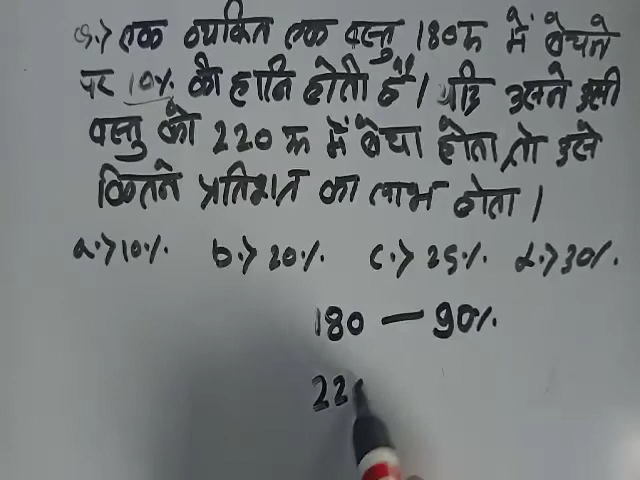 Q.> एक व्यकित एक वस्तु 180रू में बेचने
पर 10% की हानि होती है। यदि उसने उसी
वस्तु को 220 रू में बेचा होता तो उसे
कितने प्रतिशत का लाभ होता।
a.> 10% b.> 20% c.> 25% d.> 30%
180 — 90%
22